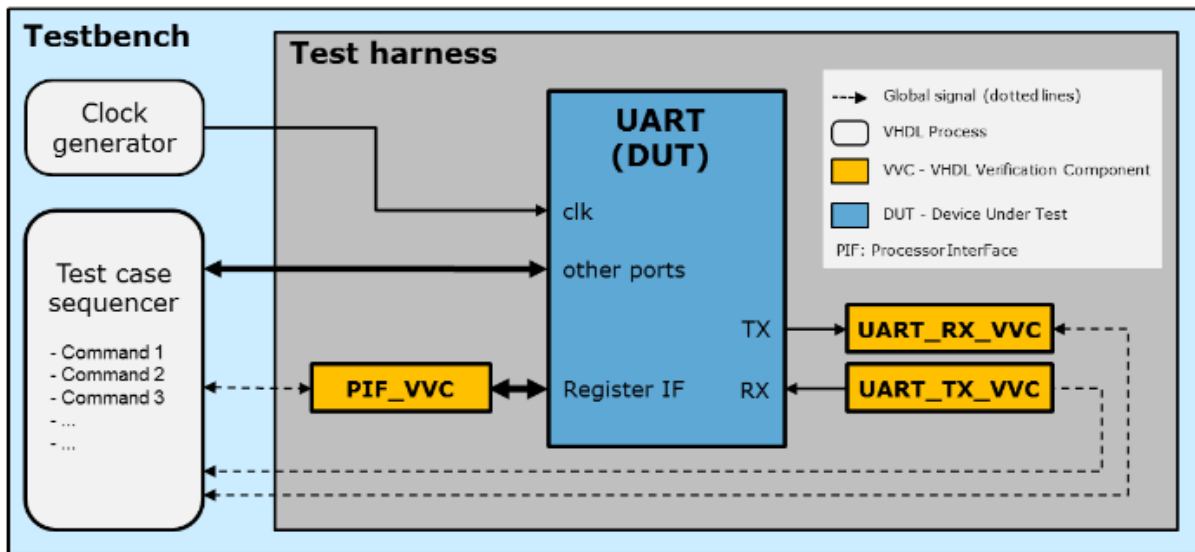 Testbench
Test harness
Clock
generator
UART
(DUT)
clk
other ports
TX
Register IF
RX
Test case
sequencer
- Command 1
- Command 2
- Command 3
- ...
- ...
PIF_VVC
UART_RX_VVC
UART_TX_VVC
Global signal (dotted lines)
VHDL Process
VVC - VHDL Verification Component
DUT - Device Under Test
PIF: ProcessorInterFace